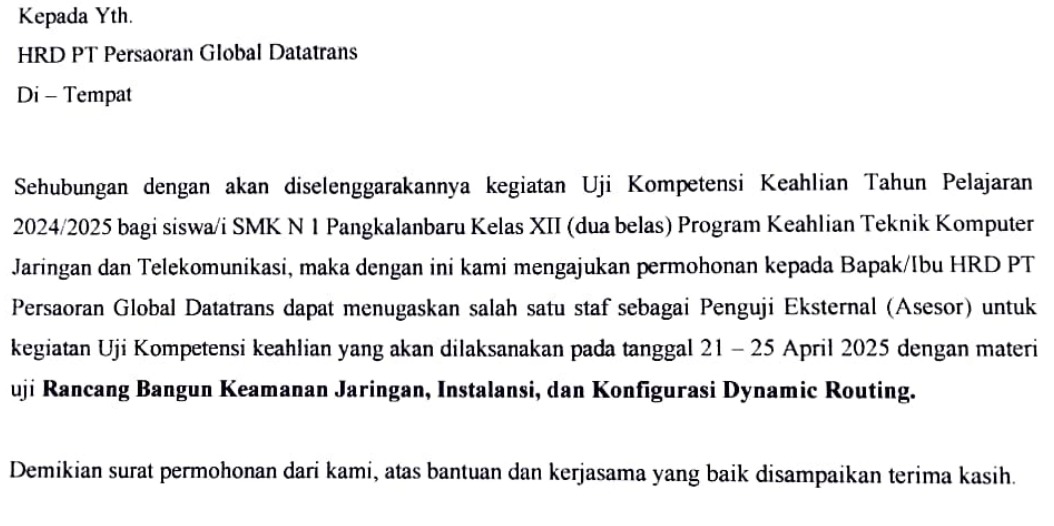 Kepada Yth.
HRD PT Persaoran Global Datatrans
Di – Tempat
Sehubungan dengan akan diselenggarakannya kegiatan Uji Kompetensi Keahlian Tahun Pelajaran
2024/2025 bagi siswa/i SMK N 1 Pangkalanbaru Kelas XII (dua belas) Program Keahlian Teknik Komputer
Jaringan dan Telekomunikasi, maka dengan ini kami mengajukan permohonan kepada Bapak/Ibu HRD PT
Persaoran Global Datatrans dapat menugaskan salah satu staf sebagai Penguji Eksternal (Asesor) untuk
kegiatan Uji Kompetensi keahlian yang akan dilaksanakan pada tanggal 21 – 25 April 2025 dengan materi
uji Rancang Bangun Keamanan Jaringan, Instalansi, dan Konfigurasi Dynamic Routing.
Demikian surat permohonan dari kami, atas bantuan dan kerjasama yang baik disampaikan terima kasih.